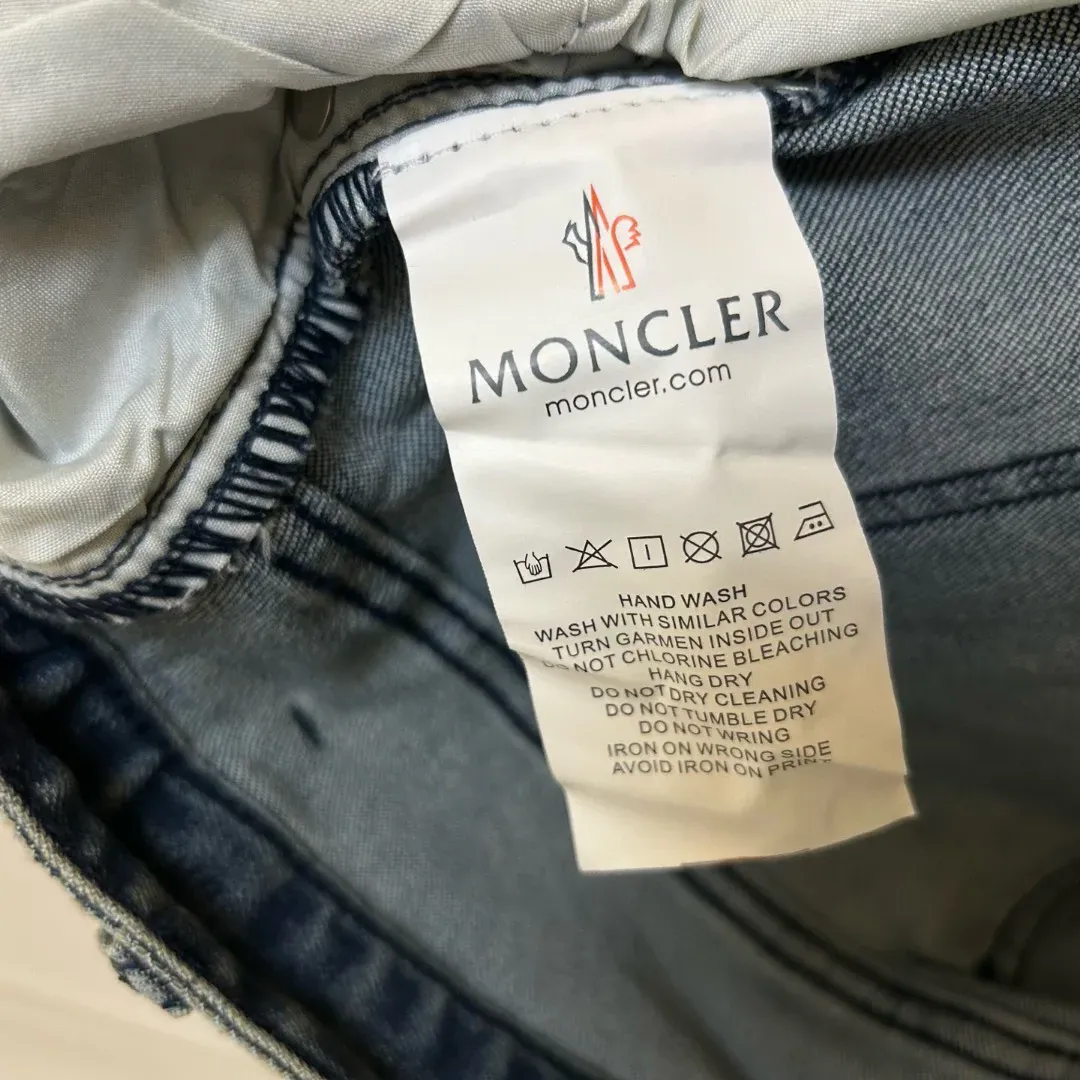 MONCLER
moncler.com
HAND WASH
WASH WITH SIMILAR COLORS
TURN GARMEN INSIDE OUT
DO NOT CHLORINE BLEACHING
HANG DRY
DO NOT DRY CLEANING
DO NOT TUMBLE DRY
DO NOT WRING
IRON ON WRONG SIDE
AVOID IRON ON PRINT